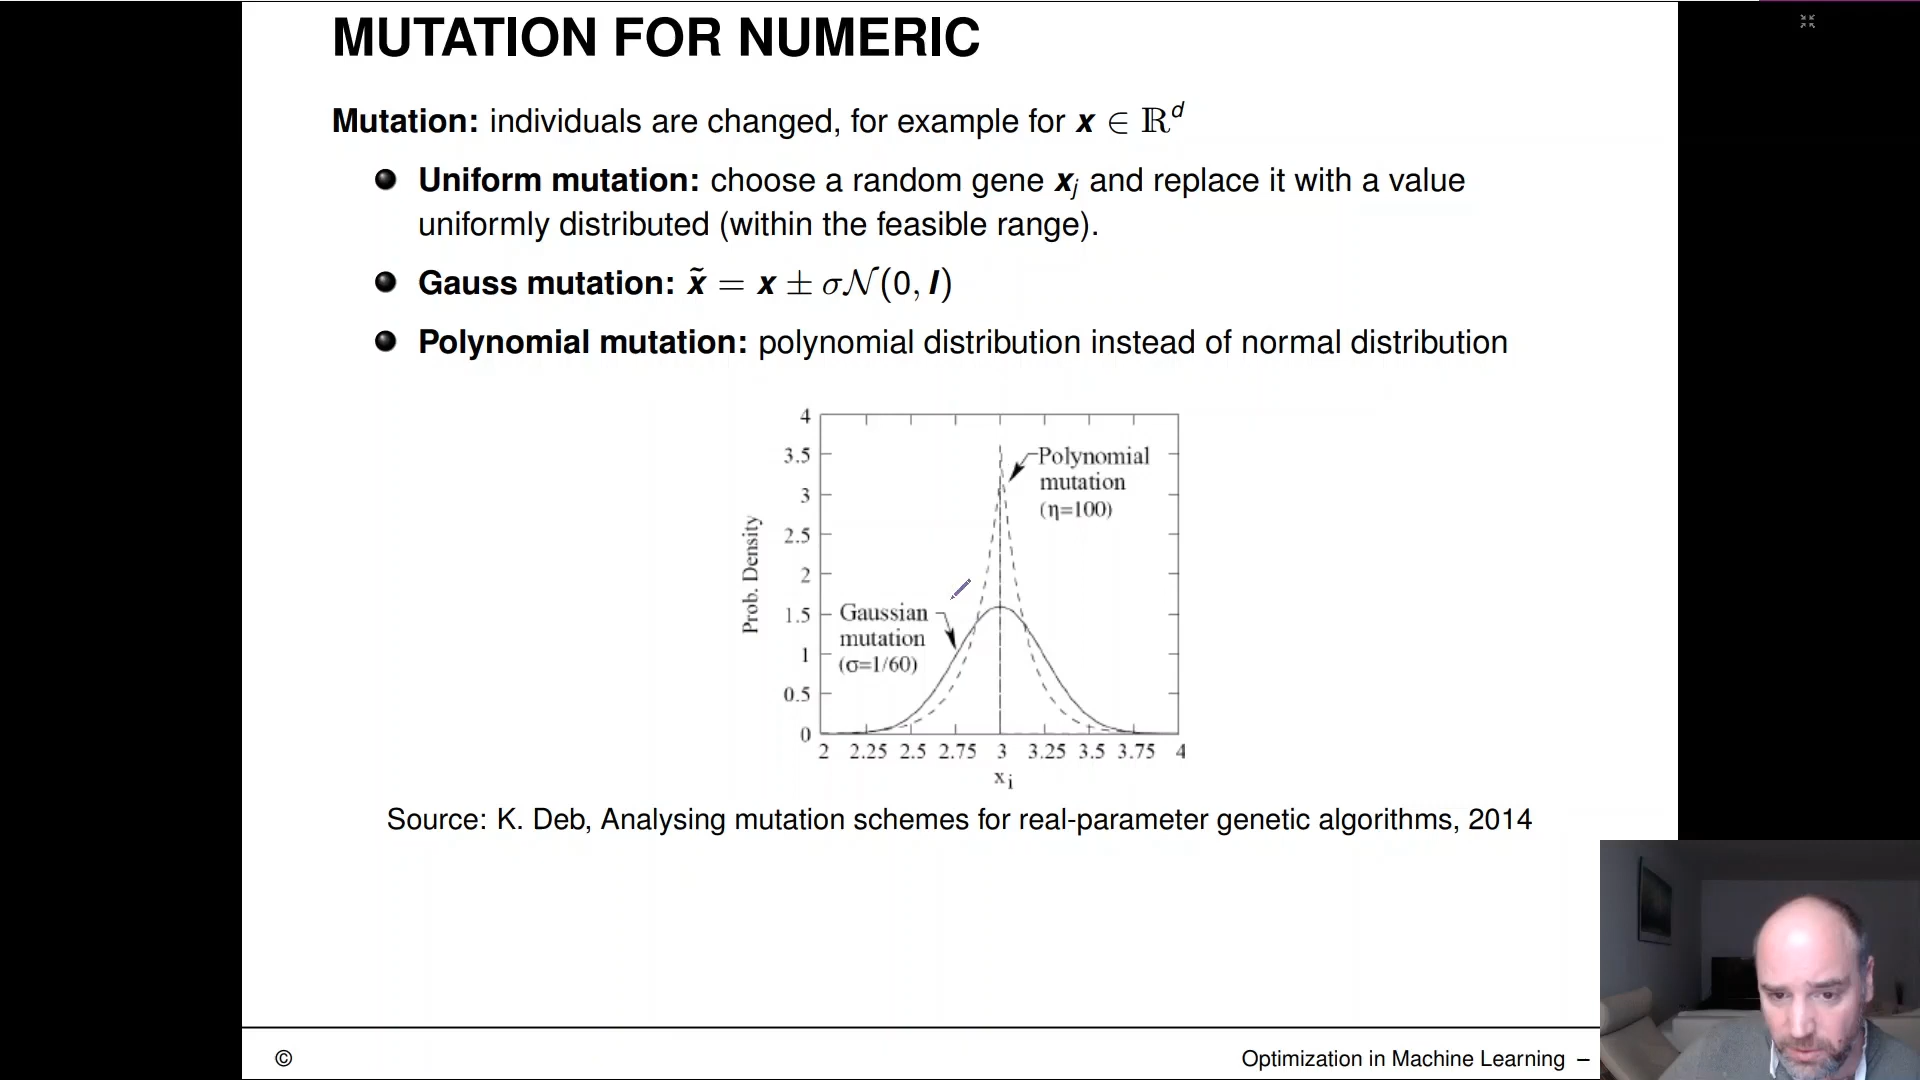 MUTATION FOR NUMERIC
Mutation: individuals are changed, for example for x ∈ ℝᵈ
Uniform mutation: choose a random gene xⱼ and replace it with a value
uniformly distributed (within the feasible range).
Gauss mutation: x̃ = x ± σ𝒩(0, I)
Polynomial mutation: polynomial distribution instead of normal distribution
4
3.5
3
2.5
2
1.5
1
0.5
0
Prob. Density
Polynomial
mutation
(η=100)
Gaussian
mutation
(σ=1/60)
2 2.25 2.5 2.75 3 3.25 3.5 3.75 4
xi
Source: K. Deb, Analysing mutation schemes for real-parameter genetic algorithms, 2014
©
Optimization in Machine Learning –